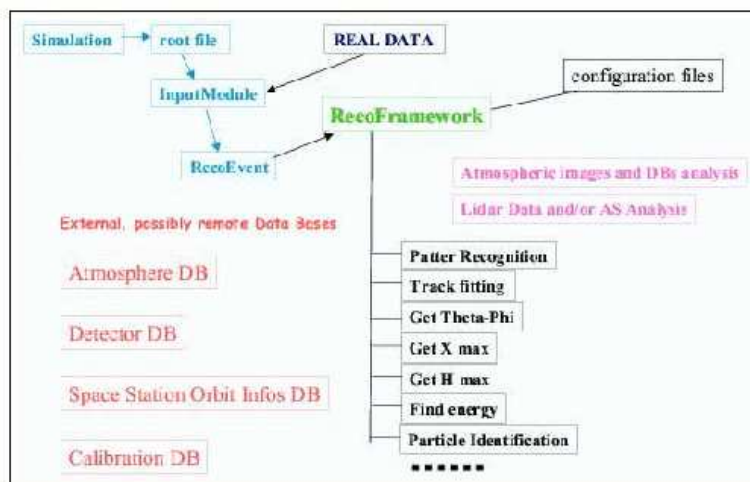 Simulation
root file
REAL DATA
InputModule
configuration files
RecoFramework
RecoEvent
Atmospheric images and DBs analysis
Lidar Data and/or AS Analysis
External, possibly remote Data Bases
Atmosphere DB
Detector DB
Space Station Orbit Infos DB
Calibration DB
Patter Recognition
Track fitting
Get Theta-Phi
Get X max
Get H max
Find energy
Particle Identification